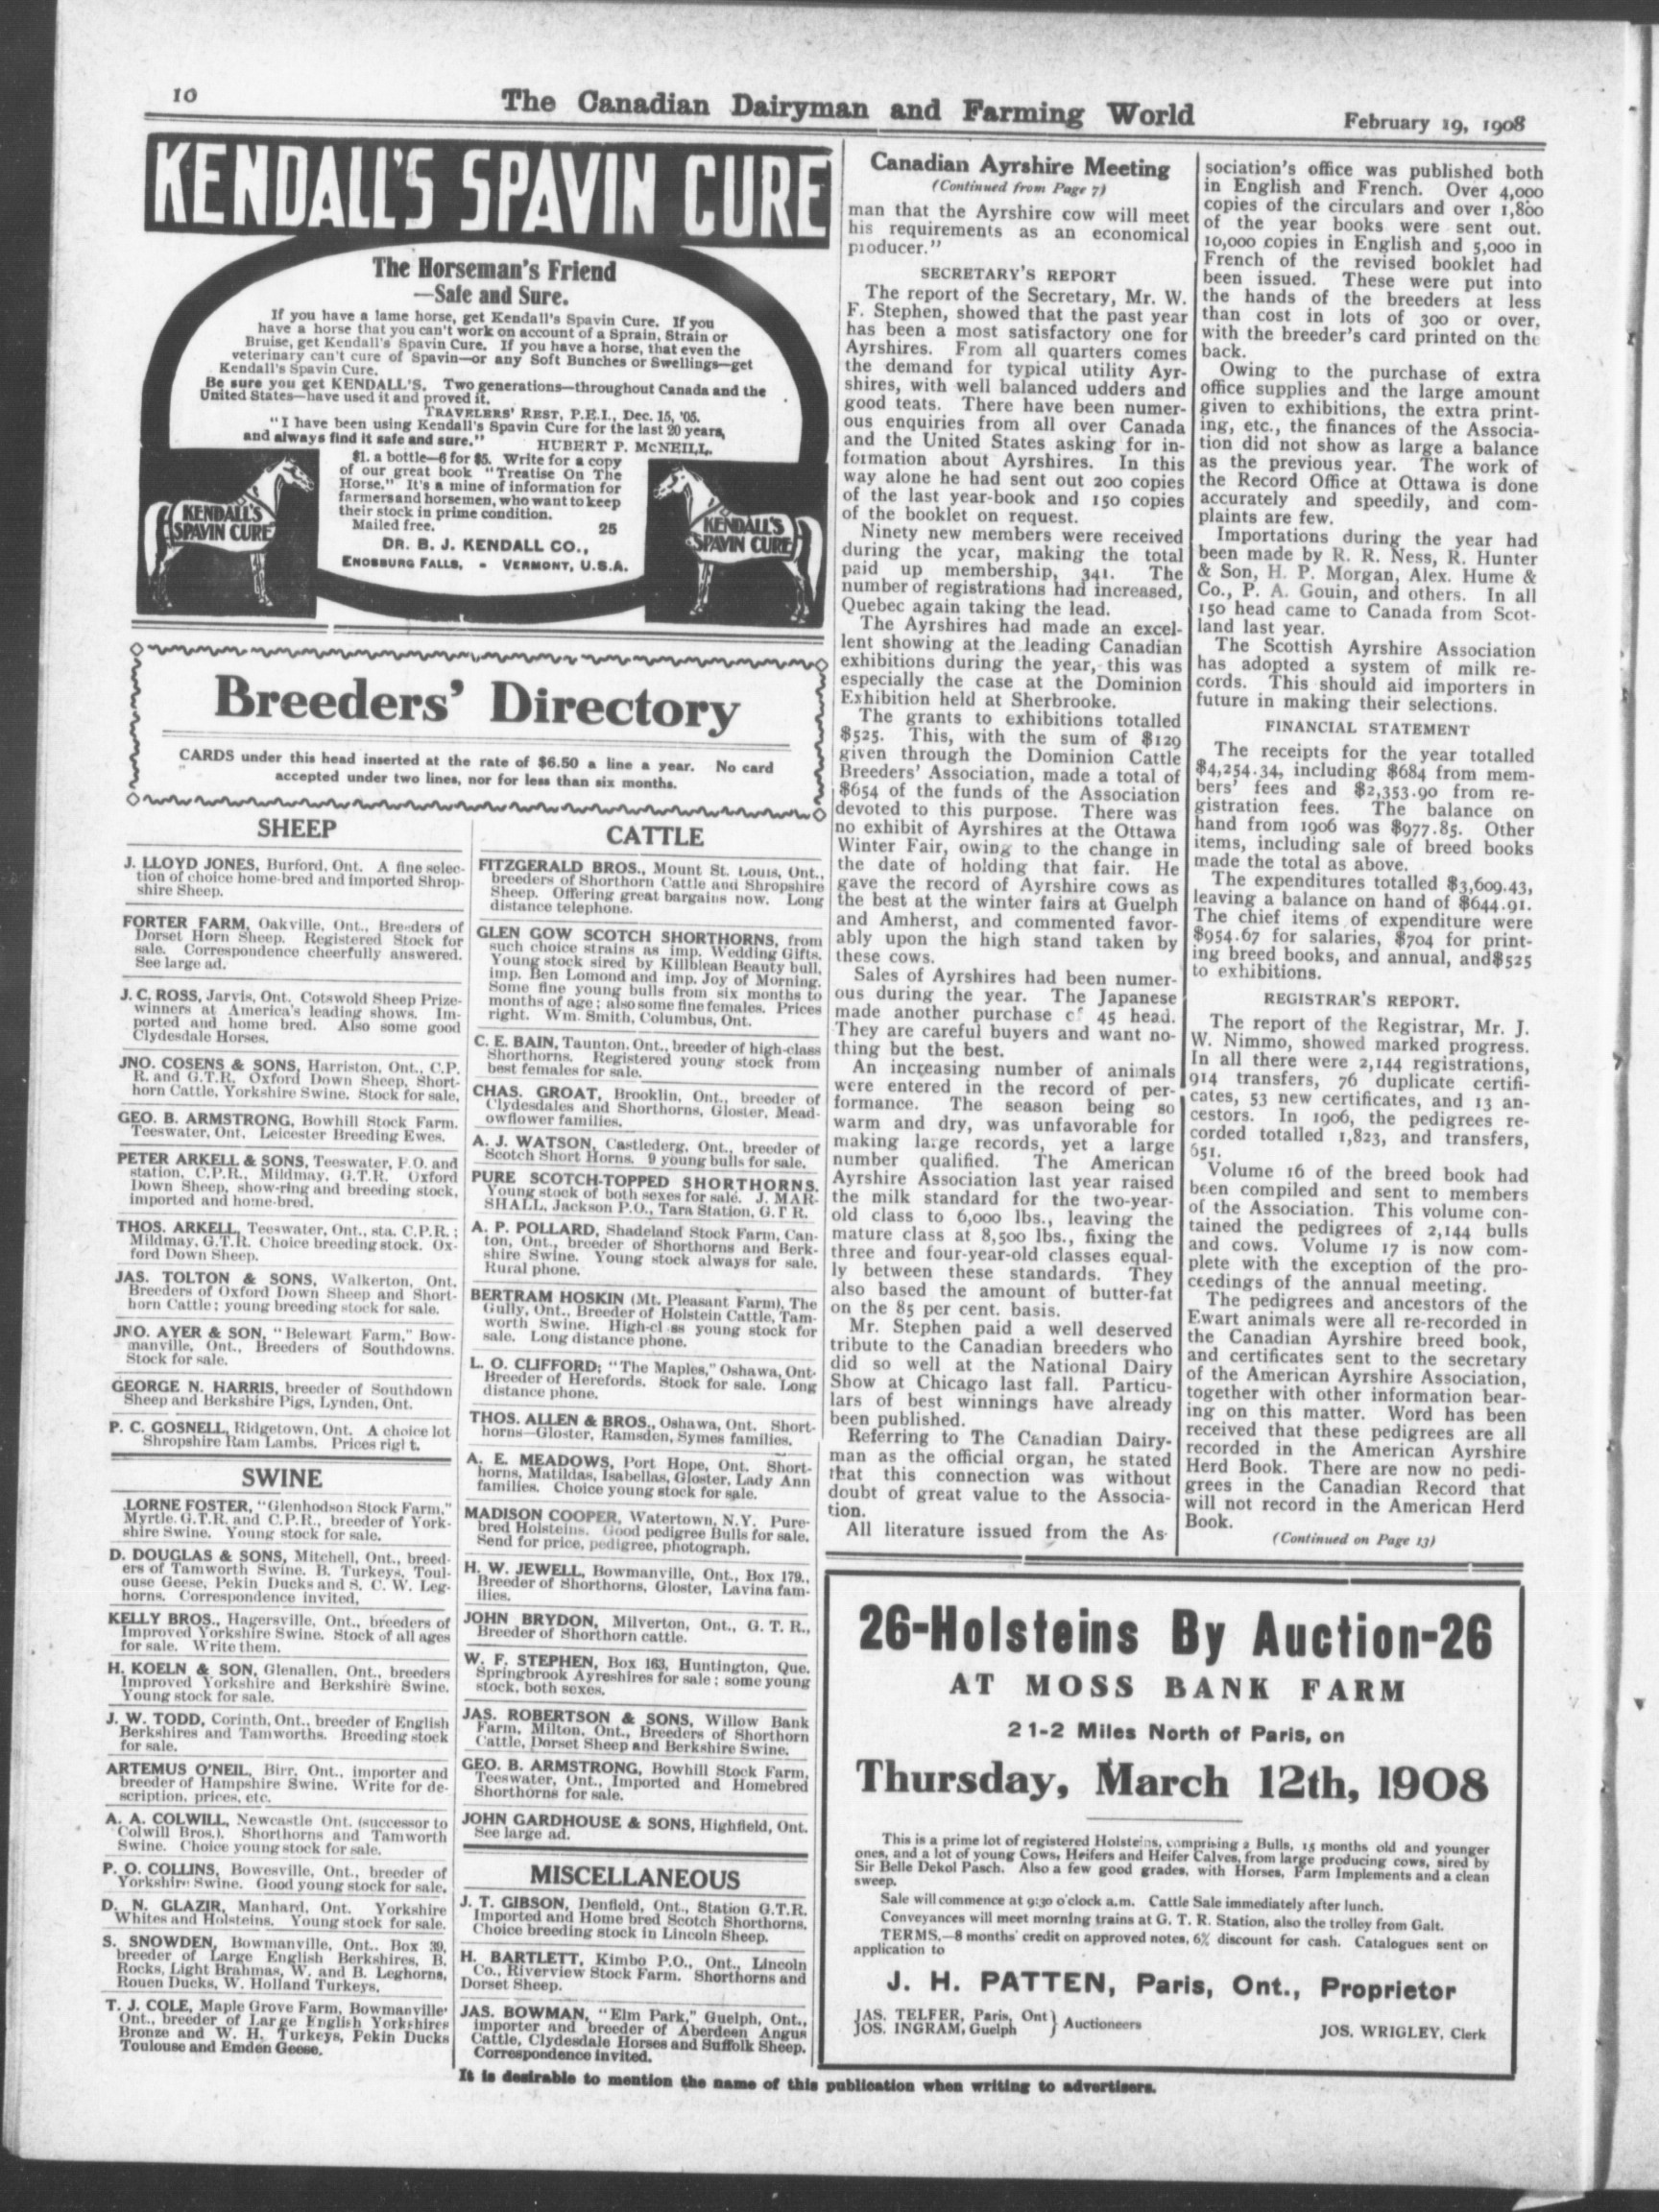 10
The Canadian Dairyman and Farming World
February 19, 1908
KENDALL'S SPAVIN CURE
The Horseman's Friend
—Safe and Sure.
If you have a lame horse, get Kendall's Spavin Cure. If you
have a horse that you can't work on account of a Sprain, Strain or
Bruise, get Kendall's Spavin Cure. If you have a horse, that even the
veterinary can't cure of Spavin—or any Soft Bunches or Swellings—get
Kendall's Spavin Cure.
Be sure you get KENDALL'S. Two generations—throughout Canada and the
United States—have used it and proved it.
TRAVELERS' REST, P.E.I., Dec. 15, '05.
"I have been using Kendall's Spavin Cure for the last 20 years,
and always find it safe and sure."
HUBERT P. McNEILL.
$1. a bottle—6 for $5. Write for a copy
of our great book "Treatise On The
Horse." It's a mine of information for
farmers and horsemen, who want to keep
their stock in prime condition.
Mailed free. 25
DR. B. J. KENDALL CO.,
ENOSBURG FALLS, - VERMONT, U.S.A.
KENDALL'S
SPAVIN CURE
KENDALL'S
SPAVIN CURE
Breeders' Directory
CARDS under this head inserted at the rate of $6.50 a line a year. No card
accepted under two lines, nor for less than six months.
SHEEP
J. LLOYD JONES, Burford, Ont. A fine selec-
tion of choice home-bred and imported Shrop-
shire Sheep.
FORTER FARM, Oakville, Ont., Breeders of
Dorset Horn Sheep. Registered Stock for
sale. Correspondence cheerfully answered.
See large ad.
J. C. ROSS, Jarvis, Ont. Cotswold Sheep Prize-
winners at America's leading shows. Im-
ported and home bred. Also some good
Clydesdale Horses.
JNO. COSENS & SONS, Harriston, Ont., C.P.
R. and G.T.R. Oxford Down Sheep, Short-
horn Cattle, Yorkshire Swine. Stock for sale.
GEO. B. ARMSTRONG, Bowhill Stock Farm.
Teeswater, Ont. Leicester Breeding Ewes.
PETER ARKELL & SONS, Teeswater, P.O. and
station, C.P.R., Mildmay, G.T.R. Oxford
Down Sheep, show-ring and breeding stock,
imported and home-bred.
THOS. ARKELL, Teeswater, Ont., sta. C.P.R.;
Mildmay, G.T.R. Choice breeding stock. Ox-
ford Down Sheep.
JAS. TOLTON & SONS, Walkerton, Ont.
Breeders of Oxford Down Sheep and Short-
horn Cattle; young breeding stock for sale.
JNO. AYER & SON, "Belewart Farm," Bow-
manville, Ont., Breeders of Southdowns.
Stock for sale.
GEORGE N. HARRIS, breeder of Southdown
Sheep and Berkshire Pigs, Lynden, Ont.
P. C. GOSNELL, Ridgetown, Ont. A choice lot
Shropshire Ram Lambs. Prices right.
SWINE
LORNE FOSTER, "Glenhodson Stock Farm,"
Myrtle, G.T.R. and C.P.R., breeder of York-
shire Swine. Young stock for sale.
D. DOUGLAS & SONS, Mitchell, Ont., breed-
ers of Tamworth Swine, B. Turkeys, Toul-
ouse Geese, Pekin Ducks and S. C. W. Leg-
horns. Correspondence invited.
KELLY BROS., Hagersville, Ont., breeders of
Improved Yorkshire Swine. Stock of all ages
for sale. Write them.
H. KOELN & SON, Glenallen, Ont., breeders
Improved Yorkshire and Berkshire Swine.
Young stock for sale.
J. W. TODD, Corinth, Ont., breeder of English
Berkshires and Tamworths. Breeding stock
for sale.
ARTEMUS O'NEIL, Birr, Ont., importer and
breeder of Hampshire Swine. Write for de-
scription, prices, etc.
A. A. COLWILL, Newcastle Ont. (successor to
Colwill Bros.). Shorthorns and Tamworth
Swine. Choice young stock for sale.
P. O. COLLINS, Bowesville, Ont., breeder of
Yorkshire Swine. Good young stock for sale.
D. N. GLAZIR, Manhard, Ont. Yorkshire
Whites and Holsteins. Young stock for sale.
S. SNOWDEN, Bowmanville, Ont.. Box 39,
breeder of Large English Berkshires, B.
Rocks, Light Brahmas, W. and B. Leghorns,
Rouen Ducks, W. Holland Turkeys.
T. J. COLE, Maple Grove Farm, Bowmanville'
Ont., breeder of Large English Yorkshires
Bronze and W. H. Turkeys, Pekin Ducks
Toulouse and Emden Geese.
CATTLE
FITZGERALD BROS., Mount St. Louis, Ont.,
breeders of Shorthorn Cattle and Shropshire
Sheep. Offering great bargains now. Long
distance telephone.
GLEN GOW SCOTCH SHORTHORNS, from
such choice strains as imp. Wedding Gifts.
Young stock sired by Killblean Beauty bull,
imp. Ben Lomond and imp. Joy of Morning.
Some fine young bulls from six months to
months of age; also some fine females. Prices
right. Wm. Smith, Columbus, Ont.
C. E. BAIN, Taunton, Ont., breeder of high-class
Shorthorns. Registered young stock from
best females for sale.
CHAS. GROAT, Brooklin, Ont., breeder of
Clydesdales and Shorthorns, Gloster, Mead-
owflower families.
A. J. WATSON, Castlederg, Ont., breeder of
Scotch Short Horns. 9 young bulls for sale.
PURE SCOTCH-TOPPED SHORTHORNS.
Young stock of both sexes for sale. J. MAR-
SHALL, Jackson P.O., Tara Station, G.T R.
A. P. POLLARD, Shadeland Stock Farm, Can-
ton, Ont., breeder of Shorthorns and Berk-
shire Swine. Young stock always for sale.
Rural phone.
BERTRAM HOSKIN (Mt. Pleasant Farm), The
Gully, Ont., Breeder of Holstein Cattle, Tam-
worth Swine. High-class young stock for
sale. Long distance phone.
L. O. CLIFFORD; "The Maples," Oshawa, Ont.
Breeder of Herefords. Stock for sale. Long
distance phone.
THOS. ALLEN & BROS., Oshawa, Ont. Short-
horns—Gloster, Ramsden, Symes families.
A. E. MEADOWS, Port Hope, Ont. Short-
horns, Matildas, Isabellas, Gloster, Lady Ann
families. Choice young stock for sale.
MADISON COOPER, Watertown, N.Y. Pure-
bred Holsteins. Good pedigree Bulls for sale.
Send for price, pedigree, photograph.
H. W. JEWELL, Bowmanville, Ont., Box 179.,
Breeder of Shorthorns, Gloster, Lavina fam-
ilies.
JOHN BRYDON, Milverton, Ont., G. T. R.,
Breeder of Shorthorn cattle.
W. F. STEPHEN, Box 163, Huntington, Que.
Springbrook Ayreshires for sale; some young
stock, both sexes.
JAS. ROBERTSON & SONS, Willow Bank
Farm, Milton, Ont., Breeders of Shorthorn
Cattle, Dorset Sheep and Berkshire Swine.
GEO. B. ARMSTRONG, Bowhill Stock Farm,
Teeswater, Ont., Imported and Homebred
Shorthorns for sale.
JOHN GARDHOUSE & SONS, Highfield, Ont.
See large ad.
MISCELLANEOUS
J. T. GIBSON, Denfield, Ont., Station G.T.R.
Imported and Home bred Scotch Shorthorns.
Choice breeding stock in Lincoln Sheep.
H. BARTLETT, Kimbo P.O., Ont., Lincoln
Co., Riverview Stock Farm. Shorthorns and
Dorset Sheep.
JAS. BOWMAN, "Elm Park," Guelph, Ont.,
importer and breeder of Aberdeen Angus
Cattle, Clydesdale Horses and Suffolk Sheep.
Correspondence invited.
Canadian Ayrshire Meeting
(Continued from Page 7)
man that the Ayrshire cow will meet
his requirements as an economical
producer."
SECRETARY'S REPORT
The report of the Secretary, Mr. W.
F. Stephen, showed that the past year
has been a most satisfactory one for
Ayrshires. From all quarters comes
the demand for typical utility Ayr-
shires, with well balanced udders and
good teats. There have been numer-
ous enquiries from all over Canada
and the United States asking for in-
formation about Ayrshires. In this
way alone he had sent out 200 copies
of the last year-book and 150 copies
of the booklet on request.
Ninety new members were received
during the year, making the total
paid up membership, 341. The
number of registrations had increased,
Quebec again taking the lead.
The Ayrshires had made an excel-
lent showing at the leading Canadian
exhibitions during the year, this was
especially the case at the Dominion
Exhibition held at Sherbrooke.
The grants to exhibitions totalled
$525. This, with the sum of $129
given through the Dominion Cattle
Breeders' Association, made a total of
$654 of the funds of the Association
devoted to this purpose. There was
no exhibit of Ayrshires at the Ottawa
Winter Fair, owing to the change in
the date of holding that fair. He
gave the record of Ayrshire cows as
the best at the winter fairs at Guelph
and Amherst, and commented favor-
ably upon the high stand taken by
these cows.
Sales of Ayrshires had been numer-
ous during the year. The Japanese
made another purchase of 45 head.
They are careful buyers and want no-
thing but the best.
An increasing number of animals
were entered in the record of per-
formance. The season being so
warm and dry, was unfavorable for
making large records, yet a large
number qualified. The American
Ayrshire Association last year raised
the milk standard for the two-year-
old class to 6,000 lbs., leaving the
mature class at 8,500 lbs., fixing the
three and four-year-old classes equal-
ly between these standards. They
also based the amount of butter-fat
on the 85 per cent. basis.
Mr. Stephen paid a well deserved
tribute to the Canadian breeders who
did so well at the National Dairy
Show at Chicago last fall. Particu-
lars of best winnings have already
been published.
Referring to The Canadian Dairy-
man as the official organ, he stated
that this connection was without
doubt of great value to the Associa-
tion.
All literature issued from the As-
sociation's office was published both
in English and French. Over 4,000
copies of the circulars and over 1,800
of the year books were sent out.
10,000 copies in English and 5,000 in
French of the revised booklet had
been issued. These were put into
the hands of the breeders at less
than cost in lots of 300 or over,
with the breeder's card printed on the
back.
Owing to the purchase of extra
office supplies and the large amount
given to exhibitions, the extra print-
ing, etc., the finances of the Associa-
tion did not show as large a balance
as the previous year. The work of
the Record Office at Ottawa is done
accurately and speedily, and com-
plaints are few.
Importations during the year had
been made by R. R. Ness, R. Hunter
& Son, H. P. Morgan, Alex. Hume &
Co., P. A. Gouin, and others. In all
150 head came to Canada from Scot-
land last year.
The Scottish Ayrshire Association
has adopted a system of milk re-
cords. This should aid importers in
future in making their selections.
FINANCIAL STATEMENT
The receipts for the year totalled
$4,254.34, including $684 from mem-
bers' fees and $2,353.90 from re-
gistration fees. The balance on
hand from 1906 was $977.85. Other
items, including sale of breed books
made the total as above.
The expenditures totalled $3,609.43,
leaving a balance on hand of $644.91.
The chief items of expenditure were
$954.67 for salaries, $704 for print-
ing breed books, and annual, and $525
to exhibitions.
REGISTRAR'S REPORT.
The report of the Registrar, Mr. J.
W. Nimmo, showed marked progress.
In all there were 2,144 registrations,
914 transfers, 76 duplicate certifi-
cates, 53 new certificates, and 13 an-
cestors. In 1906, the pedigrees re-
corded totalled 1,823, and transfers,
651.
Volume 16 of the breed book had
been compiled and sent to members
of the Association. This volume con-
tained the pedigrees of 2,144 bulls
and cows. Volume 17 is now com-
plete with the exception of the pro-
ceedings of the annual meeting.
The pedigrees and ancestors of the
Ewart animals were all re-recorded in
the Canadian Ayrshire breed book,
and certificates sent to the secretary
of the American Ayrshire Association,
together with other information bear-
ing on this matter. Word has been
received that these pedigrees are all
recorded in the American Ayrshire
Herd Book. There are now no pedi-
grees in the Canadian Record that
will not record in the American Herd
Book.
(Continued on Page 13)
26-Holsteins By Auction-26
AT MOSS BANK FARM
2 1-2 Miles North of Paris, on
Thursday, March 12th, 1908
This is a prime lot of registered Holsteins, comprising 2 Bulls, 15 months old and younger
ones, and a lot of young Cows, Heifers and Heifer Calves, from large producing cows, sired by
Sir Belle Dekol Pasch. Also a few good grades, with Horses, Farm Implements and a clean
sweep.
Sale will commence at 9:30 o'clock a.m. Cattle Sale immediately after lunch.
Conveyances will meet morning trains at G. T. R. Station, also the trolley from Galt.
TERMS.—8 months' credit on approved notes, 6% discount for cash. Catalogues sent on
application to
J. H. PATTEN, Paris, Ont., Proprietor
JAS. TELFER, Paris, Ont } Auctioneers
JOS. INGRAM, Guelph
JOS. WRIGLEY, Clerk
It is desirable to mention the name of this publication when writing to advertisers.